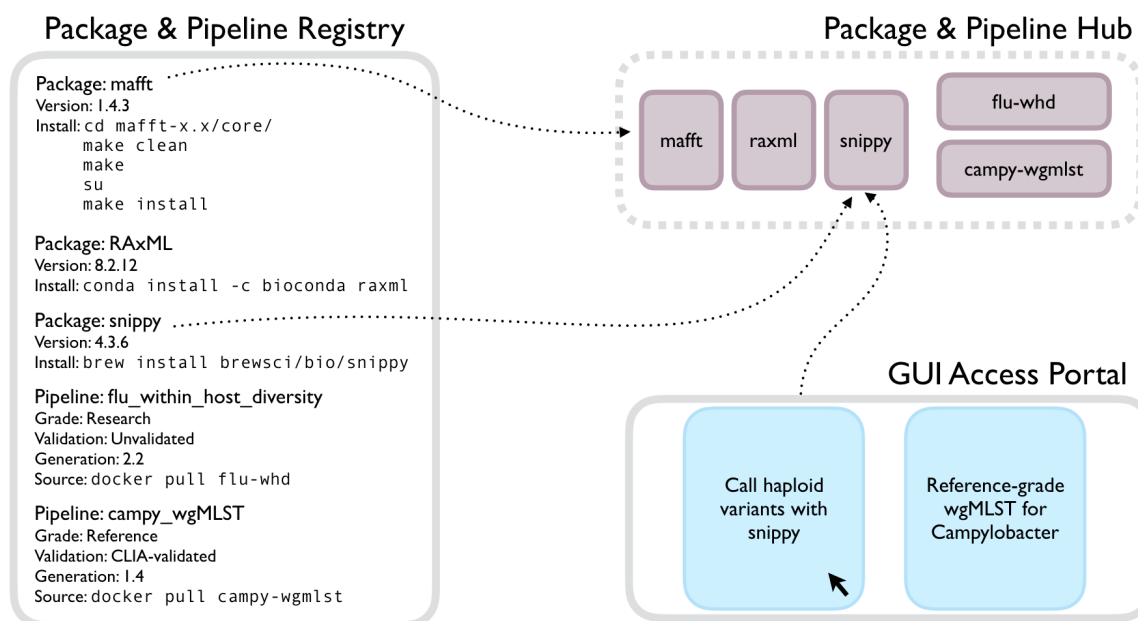 Package & Pipeline Registry
Package: mafft
Version: 1.4.3
Install: cd mafft-x.x/core/
make clean
make
su
make install
Package: RAxML
Version: 8.2.12
Install: conda install -c bioconda raxml
Package: snippy
Version: 4.3.6
Install: brew install brewsci/bio/snippy
Pipeline: flu_within_host_diversity
Grade: Research
Validation: Unvalidated
Generation: 2.2
Source: docker pull flu-whd
Pipeline: campy_wgMLST
Grade: Reference
Validation: CLIA-validated
Generation: 1.4
Source: docker pull campy-wgmlst
Package & Pipeline Hub
mafft
raxml
snippy
flu-whd
campy-wgmlst
GUI Access Portal
Call haploid
variants with
snippy
Reference-grade
wgMLST for
Campylobacter